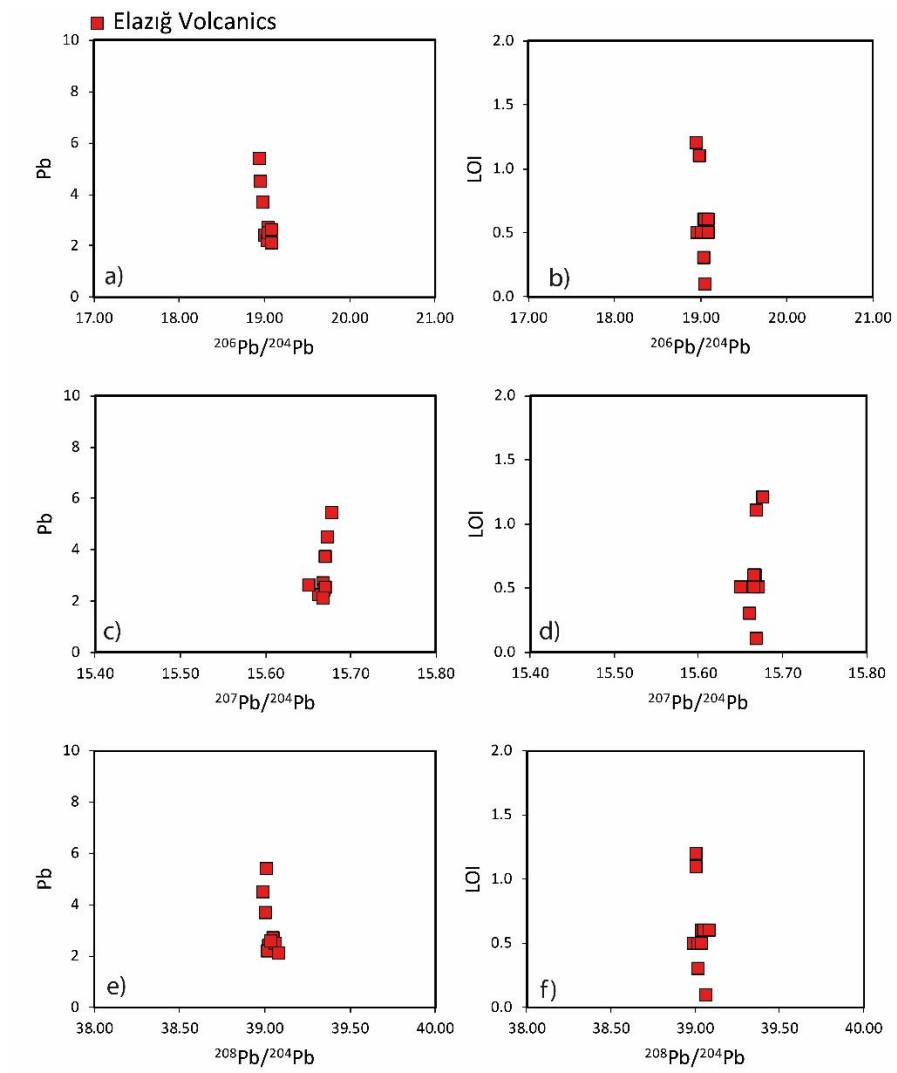 Elazığ Volcanics
10
8
6
4
2
0
Pb
17.00 18.00 19.00 20.00 21.00
206Pb/204Pb
a)
2.0
1.5
1.0
0.5
0.0
LOI
17.00 18.00 19.00 20.00 21.00
206Pb/204Pb
b)
10
8
6
4
2
0
Pb
15.40 15.50 15.60 15.70 15.80
207Pb/204Pb
c)
2.0
1.5
1.0
0.5
0.0
LOI
15.40 15.50 15.60 15.70 15.80
207Pb/204Pb
d)
10
8
6
4
2
0
Pb
38.00 38.50 39.00 39.50 40.00
208Pb/204Pb
e)
2.0
1.5
1.0
0.5
0.0
LOI
38.00 38.50 39.00 39.50 40.00
208Pb/204Pb
f)